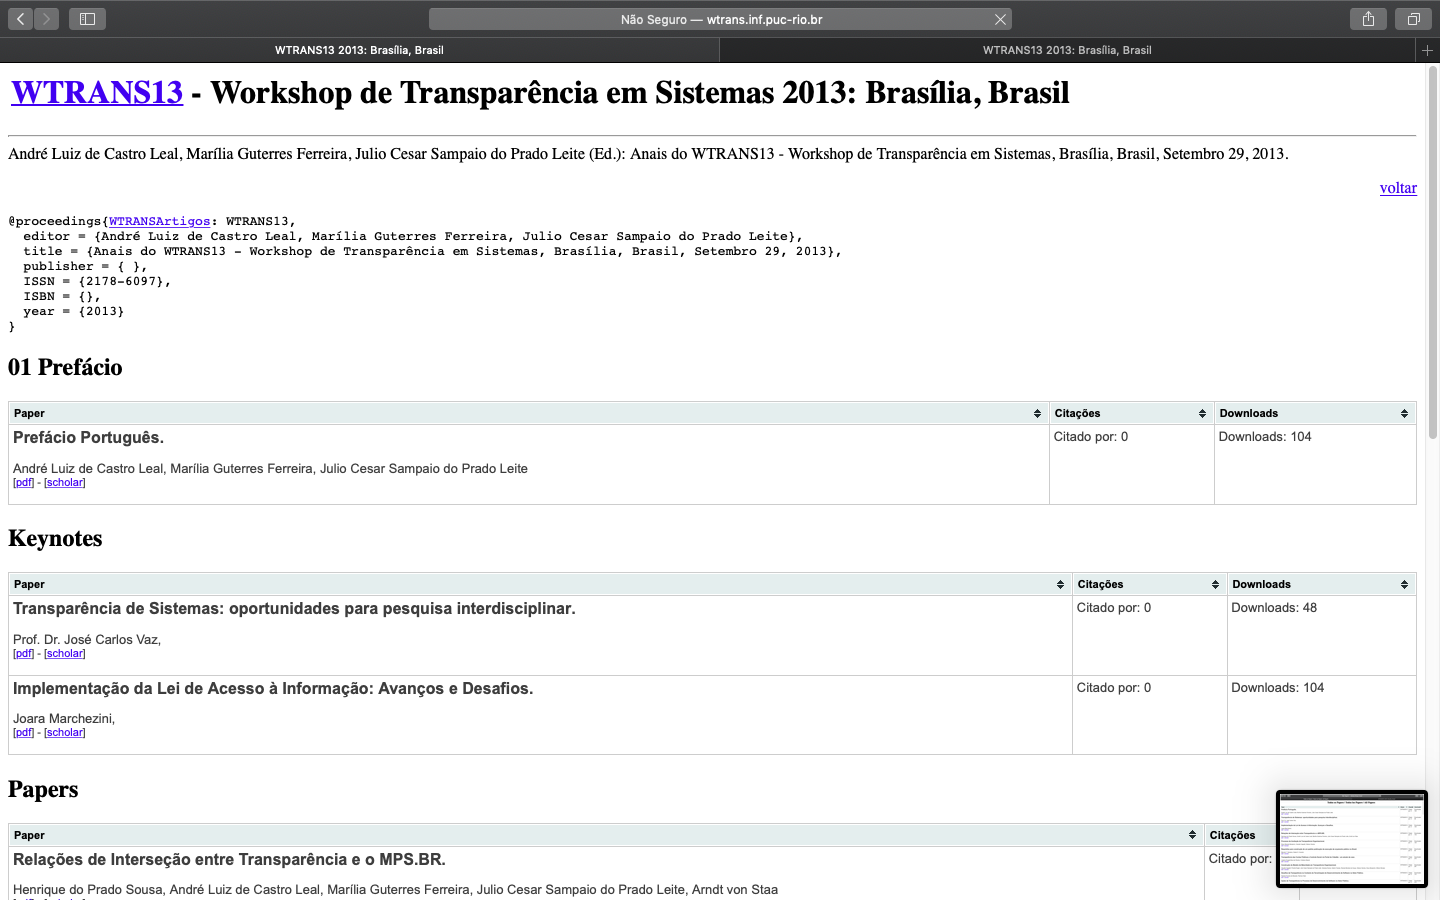 Não Seguro — wtrans.inf.puc-rio.br
WTRANS13 2013: Brasília, Brasil
WTRANS13 2013: Brasília, Brasil
WTRANS13 - Workshop de Transparência em Sistemas 2013: Brasília, Brasil
André Luiz de Castro Leal, Marília Guterres Ferreira, Julio Cesar Sampaio do Prado Leite (Ed.): Anais do WTRANS13 - Workshop de Transparência em Sistemas, Brasília, Brasil, Setembro 29, 2013.
voltar
@proceedings{WTRANSArtigos: WTRANS13,
editor = {André Luiz de Castro Leal, Marília Guterres Ferreira, Julio Cesar Sampaio do Prado Leite},
title = {Anais do WTRANS13 - Workshop de Transparência em Sistemas, Brasília, Brasil, Setembro 29, 2013},
publisher = { },
ISSN = {2178-6097},
ISBN = {},
year = {2013}
}
01 Prefácio
Paper Citações Downloads
Prefácio Português. Citado por: 0 Downloads: 104
André Luiz de Castro Leal, Marília Guterres Ferreira, Julio Cesar Sampaio do Prado Leite
[pdf] - [scholar]
Keynotes
Paper Citações Downloads
Transparência de Sistemas: oportunidades para pesquisa interdisciplinar. Citado por: 0 Downloads: 48
Prof. Dr. José Carlos Vaz,
[pdf] - [scholar]
Implementação da Lei de Acesso à Informação: Avanços e Desafios. Citado por: 0 Downloads: 104
Joara Marchezini,
[pdf] - [scholar]
Papers
Paper Citações
Relações de Interseção entre Transparência e o MPS.BR. Citado por:
Henrique do Prado Sousa, André Luiz de Castro Leal, Marília Guterres Ferreira, Julio Cesar Sampaio do Prado Leite, Arndt von Staa